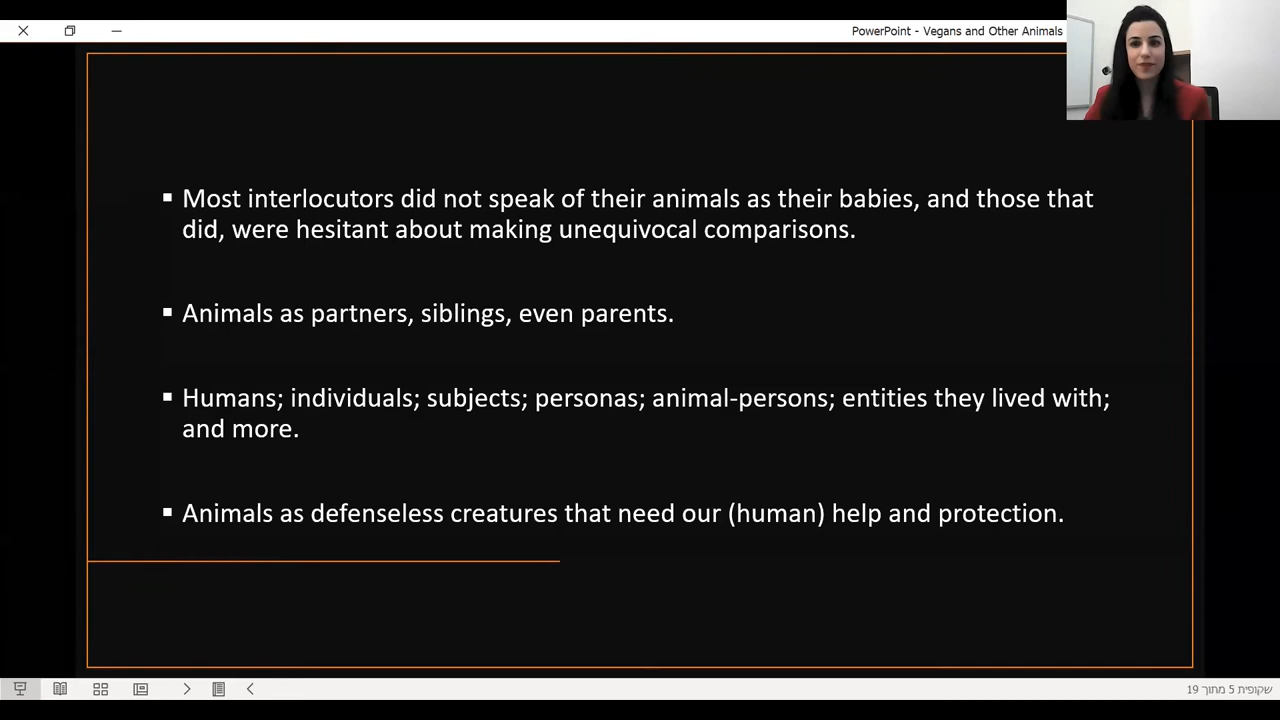 PowerPoint - Vegans and Other Animals
▪ Most interlocutors did not speak of their animals as their babies, and those that
did, were hesitant about making unequivocal comparisons.
▪ Animals as partners, siblings, even parents.
▪ Humans; individuals; subjects; personas; animal-persons; entities they lived with;
and more.
▪ Animals as defenseless creatures that need our (human) help and protection.
שקופית 5 מתוך 19